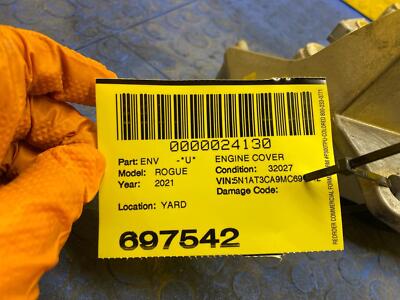 0000024130
Part: ENV -*U* ENGINE COVER
Model: ROGUE Condition: 32027
Year: 2021 VIN:5N1AT3CA9MC69
Damage Code:
Location: YARD
697542